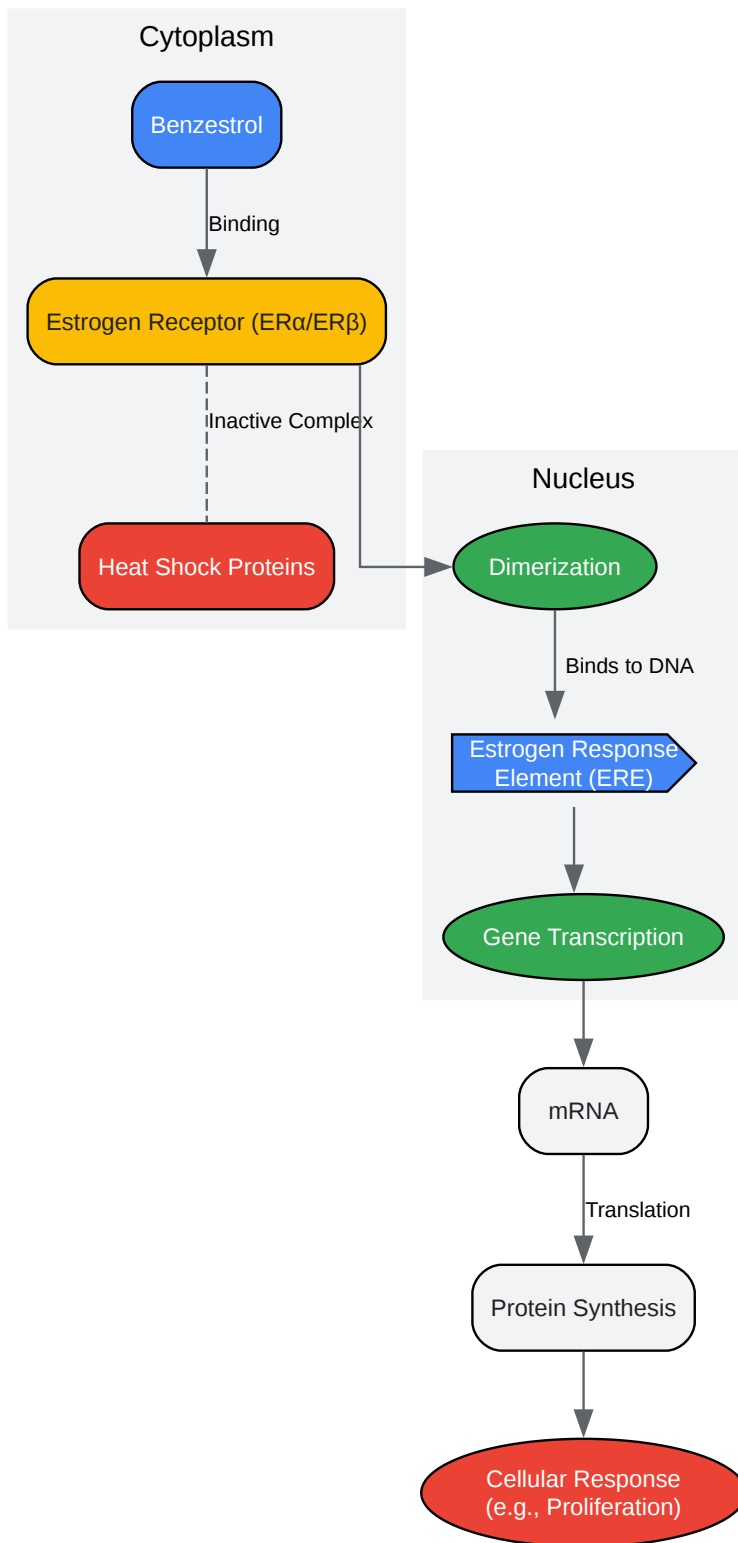 Cytoplasm
Benzestrol
Binding
Estrogen Receptor (ERα/ERβ)
Inactive Complex
Heat Shock Proteins
Nucleus
Dimerization
Binds to DNA
Estrogen Response
Element (ERE)
Gene Transcription
mRNA
Translation
Protein Synthesis
Cellular Response
(e.g., Proliferation)